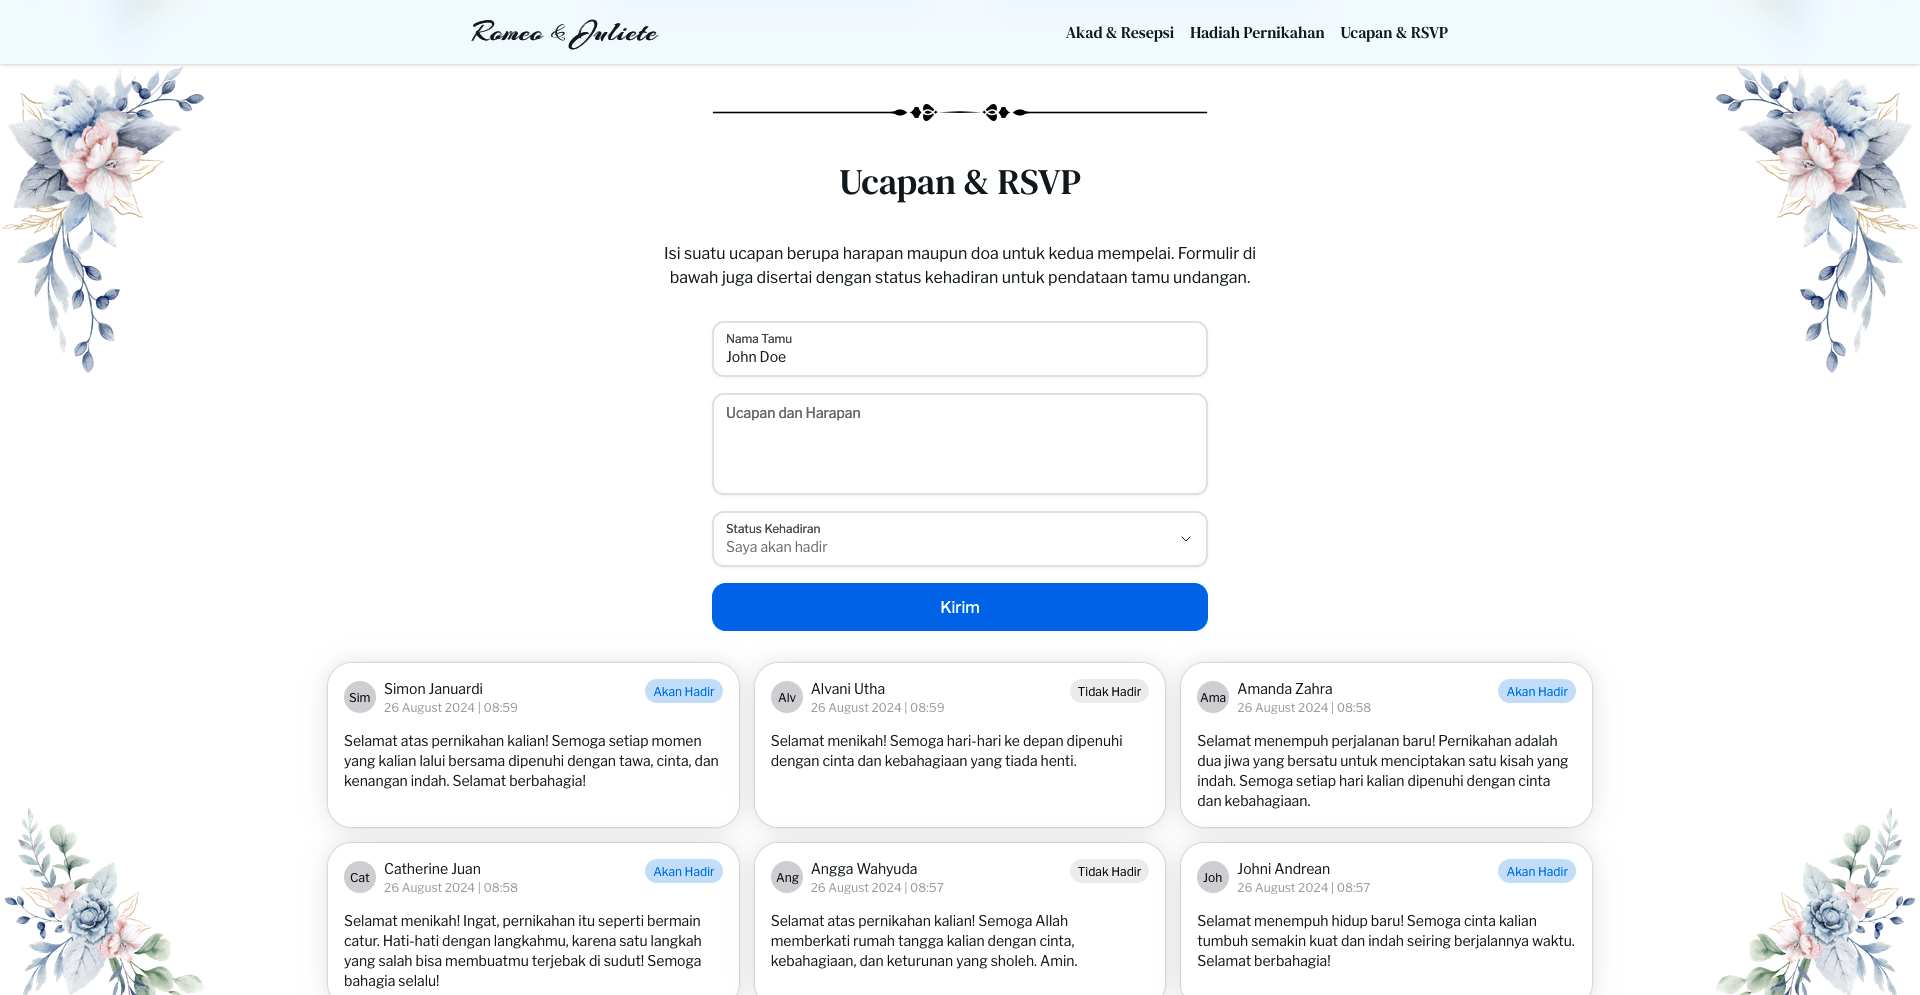 Romeo & Juliete
Akad & Resepsi
Hadiah Pernikahan
Ucapan & RSVP
Ucapan & RSVP
Isi suatu ucapan berupa harapan maupun doa untuk kedua mempelai. Formulir di
bawah juga disertai dengan status kehadiran untuk pendataan tamu undangan.
Nama Tamu
John Doe
Ucapan dan Harapan
Status Kehadiran
Saya akan hadir
Kirim
Sim
Simon Januardi
26 August 2024 | 08:59
Akan Hadir
Selamat atas pernikahan kalian! Semoga setiap momen
yang kalian lalui bersama dipenuhi dengan tawa, cinta, dan
kenangan indah. Selamat berbahagia!
Alv
Alvani Utha
26 August 2024 | 08:59
Tidak Hadir
Selamat menikah! Semoga hari-hari ke depan dipenuhi
dengan cinta dan kebahagiaan yang tiada henti.
Ama
Amanda Zahra
26 August 2024 | 08:58
Akan Hadir
Selamat menempuh perjalanan baru! Pernikahan adalah
dua jiwa yang bersatu untuk menciptakan satu kisah yang
indah. Semoga setiap hari kalian dipenuhi dengan cinta
dan kebahagiaan.
Cat
Catherine Juan
26 August 2024 | 08:58
Akan Hadir
Selamat menikah! Ingat, pernikahan itu seperti bermain
catur. Hati-hati dengan langkahmu, karena satu langkah
yang salah bisa membuatmu terjebak di sudut! Semoga
bahagia selalu!
Ang
Angga Wahyuda
26 August 2024 | 08:57
Tidak Hadir
Selamat atas pernikahan kalian! Semoga Allah
memberkati rumah tangga kalian dengan cinta,
kebahagiaan, dan keturunan yang sholeh. Amin.
Joh
Johni Andrean
26 August 2024 | 08:57
Akan Hadir
Selamat menempuh hidup baru! Semoga cinta kalian
tumbuh semakin kuat dan indah seiring berjalannya waktu.
Selamat berbahagia!